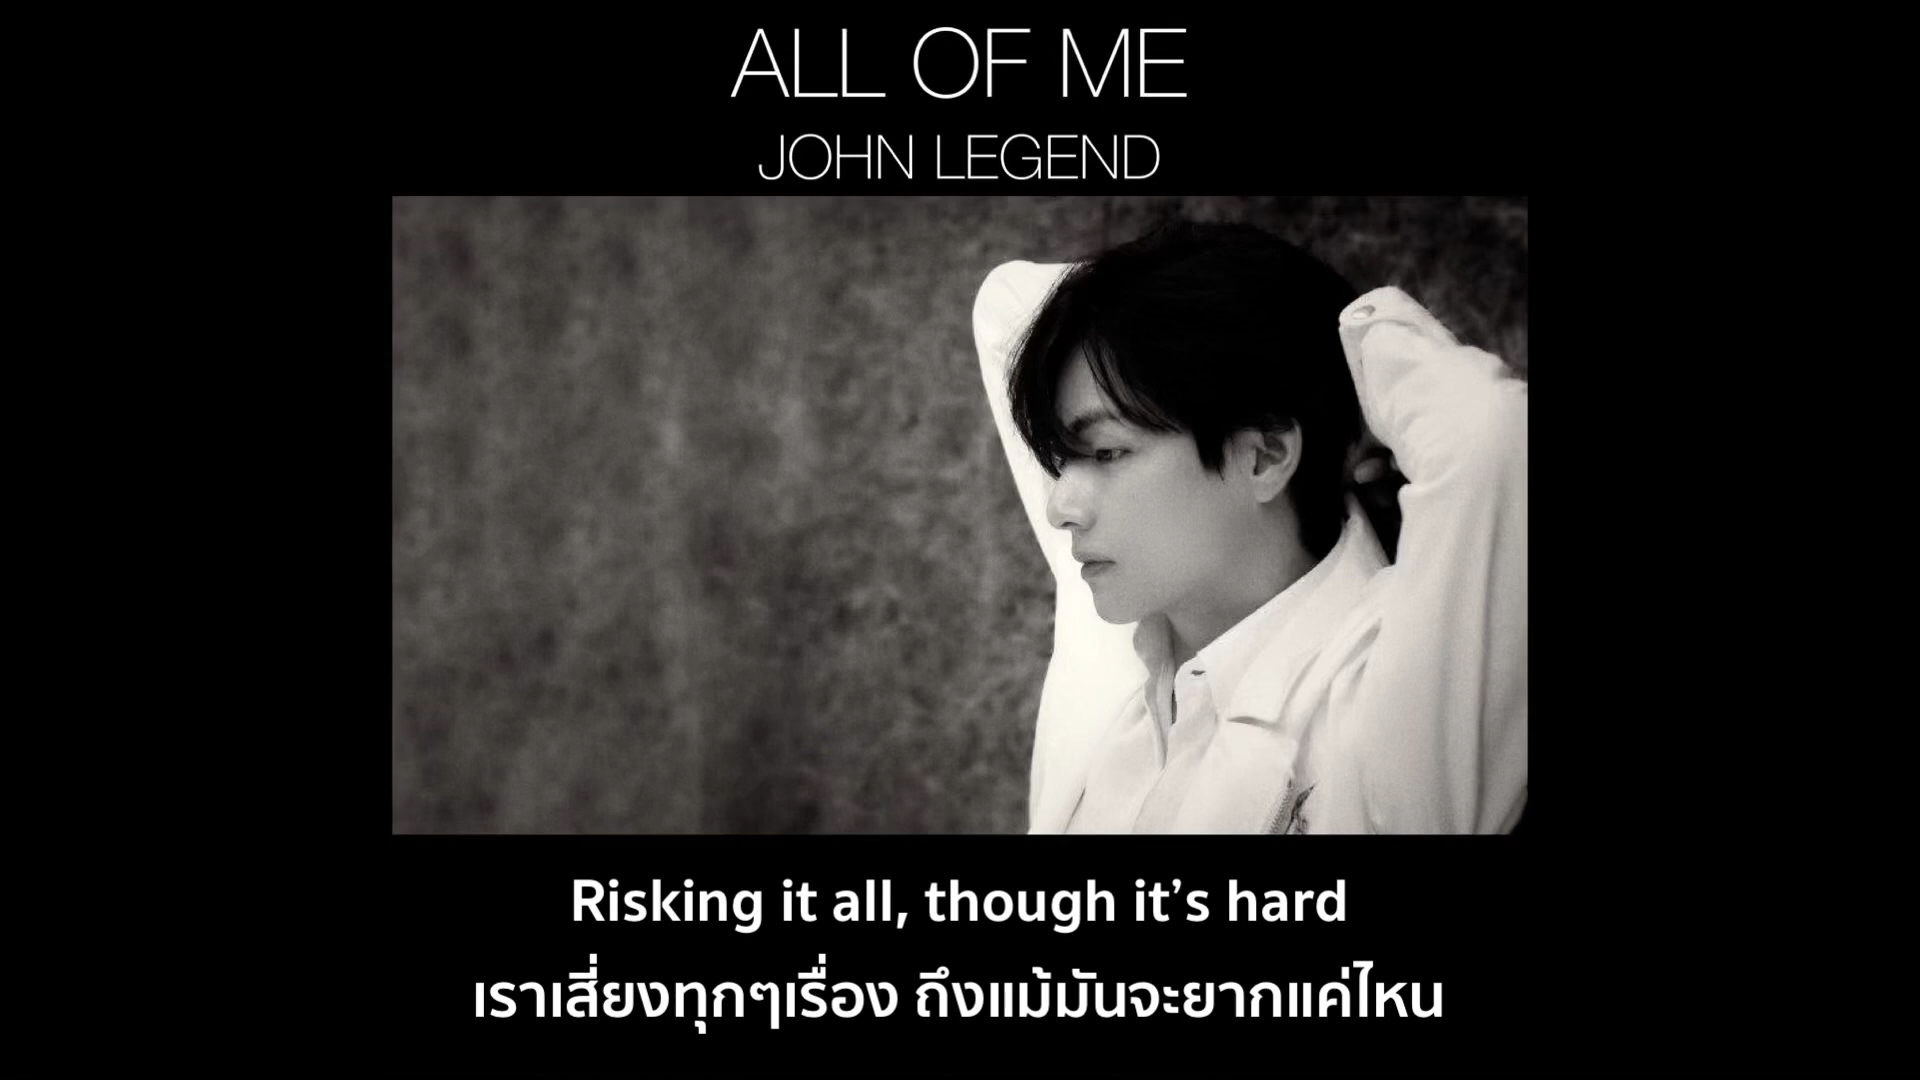 ALL OF ME
JOHN LEGEND
Risking it all, though it’s hard
เราเสี่ยงทุกๆเรื่อง ถึงแม้มันจะยากแค่ไหน